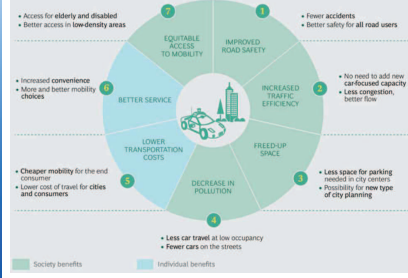 7
• Access for elderly and disabled
• Better access in low-density areas
EQUITABLE
ACCESS
TO MOBILITY
1
• Fewer accidents
• Better safety for all road users
IMPROVED
ROAD SAFETY
2
• No need to add new
car-focused capacity
• Less congestion,
better flow
INCREASED
TRAFFIC
EFFICIENCY
3
• Less space for parking
needed in city centers
• Possibility for new type
of city planning
FREED-UP
SPACE
4
DECREASE IN
POLLUTION
• Less car travel at low occupancy
• Fewer cars on the streets
5
• Cheaper mobility for the end
consumer
• Lower cost of travel for cities
and consumers
LOWER
TRANSPORTATION
COSTS
6
• Increased convenience
• More and better mobility
choices
BETTER SERVICE
Society benefits
Individual benefits